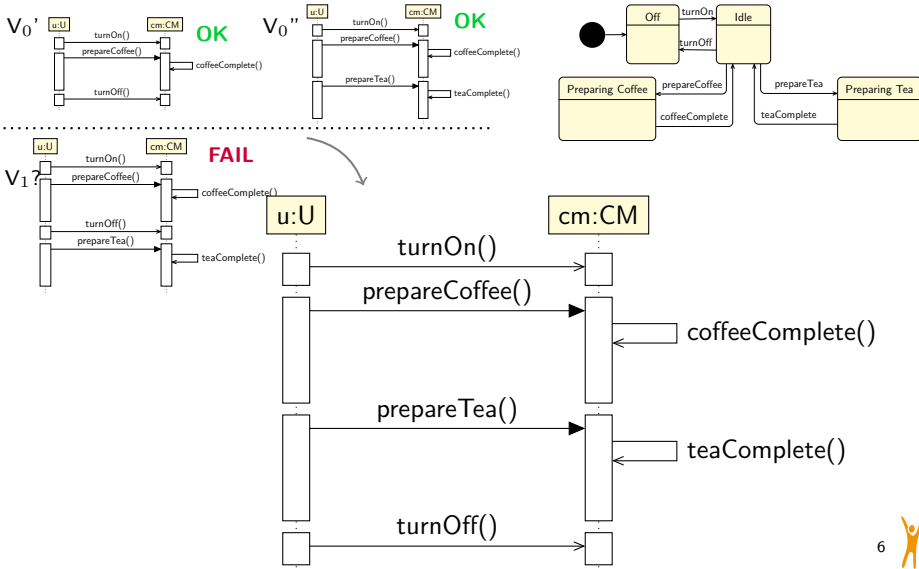 V₀'
u:U
cm:CM
turnOn()
prepareCoffee()
coffeeComplete()
turnOff()
OK
V₀"
u:U
cm:CM
turnOn()
prepareCoffee()
coffeeComplete()
prepareTea()
teaComplete()
OK
Off
turnOn
Idle
turnOff
Preparing Coffee
prepareCoffee
coffeeComplete
prepareTea
teaComplete
Preparing Tea
V₁?
u:U
cm:CM
turnOn()
prepareCoffee()
coffeeComplete()
turnOff()
prepareTea()
teaComplete()
FAIL
u:U
cm:CM
turnOn()
prepareCoffee()
coffeeComplete()
prepareTea()
teaComplete()
turnOff()
6